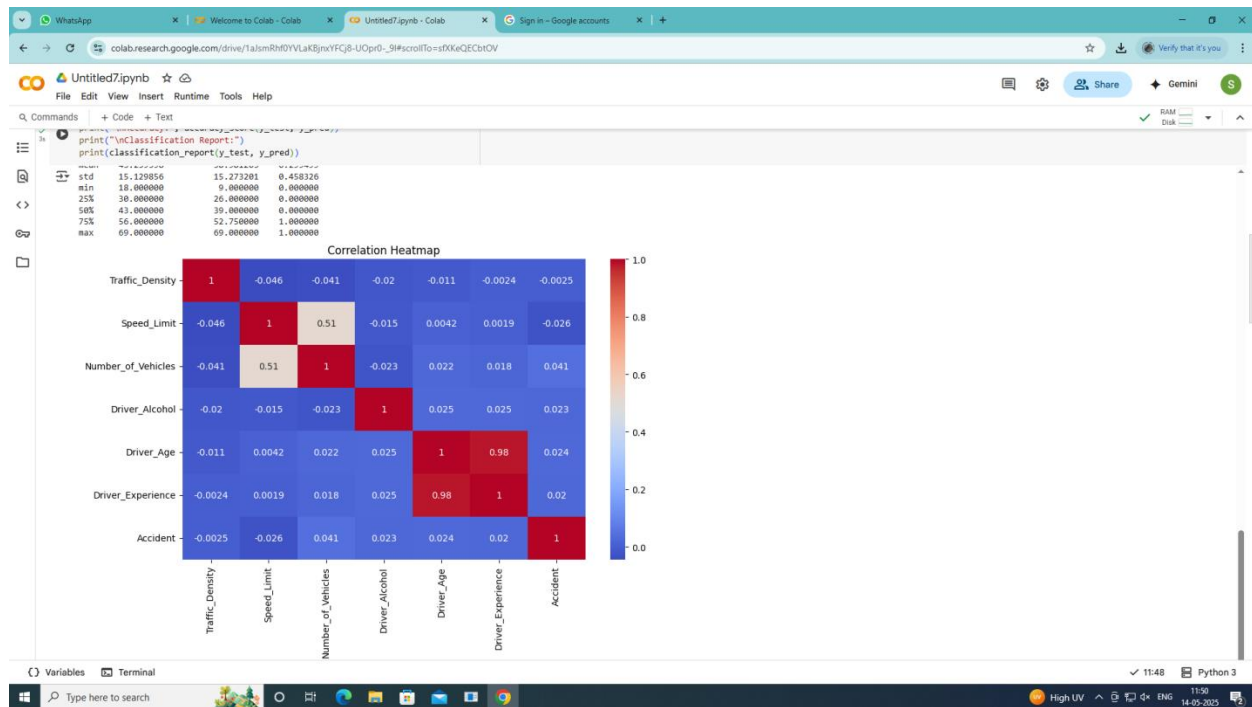 WhatsApp
Welcome to Colab - Colab
Untitled7.ipynb - Colab
Sign in – Google accounts
colab.research.google.com/drive/1aJsmRhf0YVLaKBjnxYFCj8-UOpr0-_9I#scrollTo=sfXKeQECbtOV
Verify that it's you
CO
Untitled7.ipynb
File Edit View Insert Runtime Tools Help
Share
Gemini
S
Commands + Code + Text
RAM
Disk
3s
print("\nClassification Report:")
print(classification_report(y_test, y_pred))
std 15.129856 15.273201 0.458326
min 18.000000 9.000000 0.000000
25% 30.000000 26.000000 0.000000
50% 43.000000 39.000000 0.000000
75% 56.000000 52.750000 1.000000
max 69.000000 69.000000 1.000000
Correlation Heatmap
Traffic_Density 1 -0.046 -0.041 -0.02 -0.011 -0.0024 -0.0025
Speed_Limit -0.046 1 0.51 -0.015 0.0042 0.0019 -0.026
Number_of_Vehicles -0.041 0.51 1 -0.023 0.022 0.018 0.041
Driver_Alcohol -0.02 -0.015 -0.023 1 0.025 0.025 0.023
Driver_Age -0.011 0.0042 0.022 0.025 1 0.98 0.024
Driver_Experience -0.0024 0.0019 0.018 0.025 0.98 1 0.02
Accident -0.0025 -0.026 0.041 0.023 0.024 0.02 1
Traffic_Density
Speed_Limit
Number_of_Vehicles
Driver_Alcohol
Driver_Age
Driver_Experience
Accident
1.0
0.8
0.6
0.4
0.2
0.0
Variables Terminal
11:48 Python 3
Type here to search
High UV
ENG
11:50
14-05-2025
2